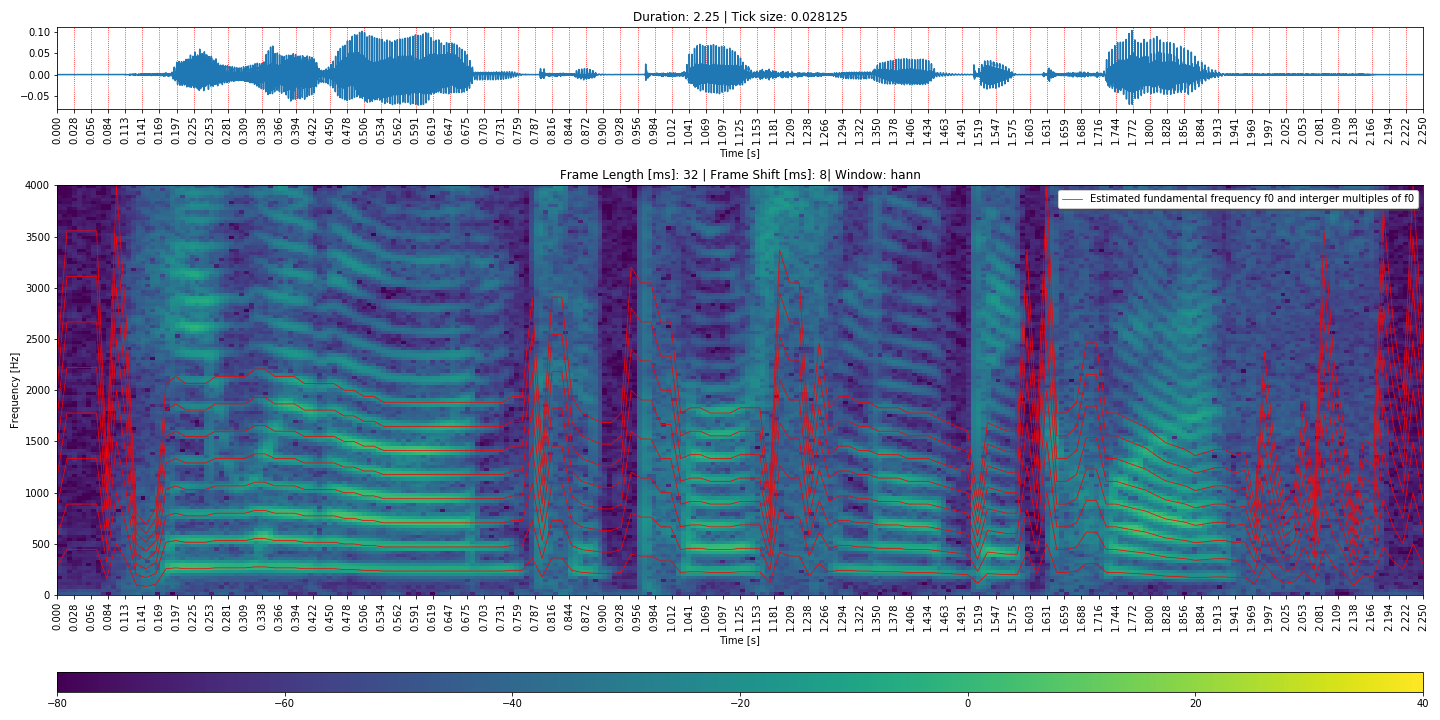 Duration: 2.25 | Tick size: 0.028125
0.10
0.05
0.00
−0.05
0.000 0.028 0.056 0.084 0.113 0.141 0.169 0.197 0.225 0.253 0.281 0.309 0.338 0.366 0.394 0.422 0.450 0.478 0.506 0.534 0.562 0.591 0.619 0.647 0.675 0.703 0.731 0.759 0.787 0.816 0.844 0.872 0.900 0.928 0.956 0.984 1.012 1.041 1.069 1.097 1.125 1.153 1.181 1.209 1.238 1.266 1.294 1.322 1.350 1.378 1.406 1.434 1.463 1.491 1.519 1.547 1.575 1.603 1.631 1.659 1.688 1.716 1.744 1.772 1.800 1.828 1.856 1.884 1.913 1.941 1.969 1.997 2.025 2.053 2.081 2.109 2.138 2.166 2.194 2.222 2.250
Time [s]
Frame Length [ms]: 32 | Frame Shift [ms]: 8| Window: hann
Estimated fundamental frequency f0 and interger multiples of f0
Frequency [Hz]
4000
3500
3000
2500
2000
1500
1000
500
0
0.000 0.028 0.056 0.084 0.113 0.141 0.169 0.197 0.225 0.253 0.281 0.309 0.338 0.366 0.394 0.422 0.450 0.478 0.506 0.534 0.562 0.591 0.619 0.647 0.675 0.703 0.731 0.759 0.787 0.816 0.844 0.872 0.900 0.928 0.956 0.984 1.012 1.041 1.069 1.097 1.125 1.153 1.181 1.209 1.238 1.266 1.294 1.322 1.350 1.378 1.406 1.434 1.463 1.491 1.519 1.547 1.575 1.603 1.631 1.659 1.688 1.716 1.744 1.772 1.800 1.828 1.856 1.884 1.913 1.941 1.969 1.997 2.025 2.053 2.081 2.109 2.138 2.166 2.194 2.222 2.250
Time [s]
−80 −60 −40 −20 0 20 40